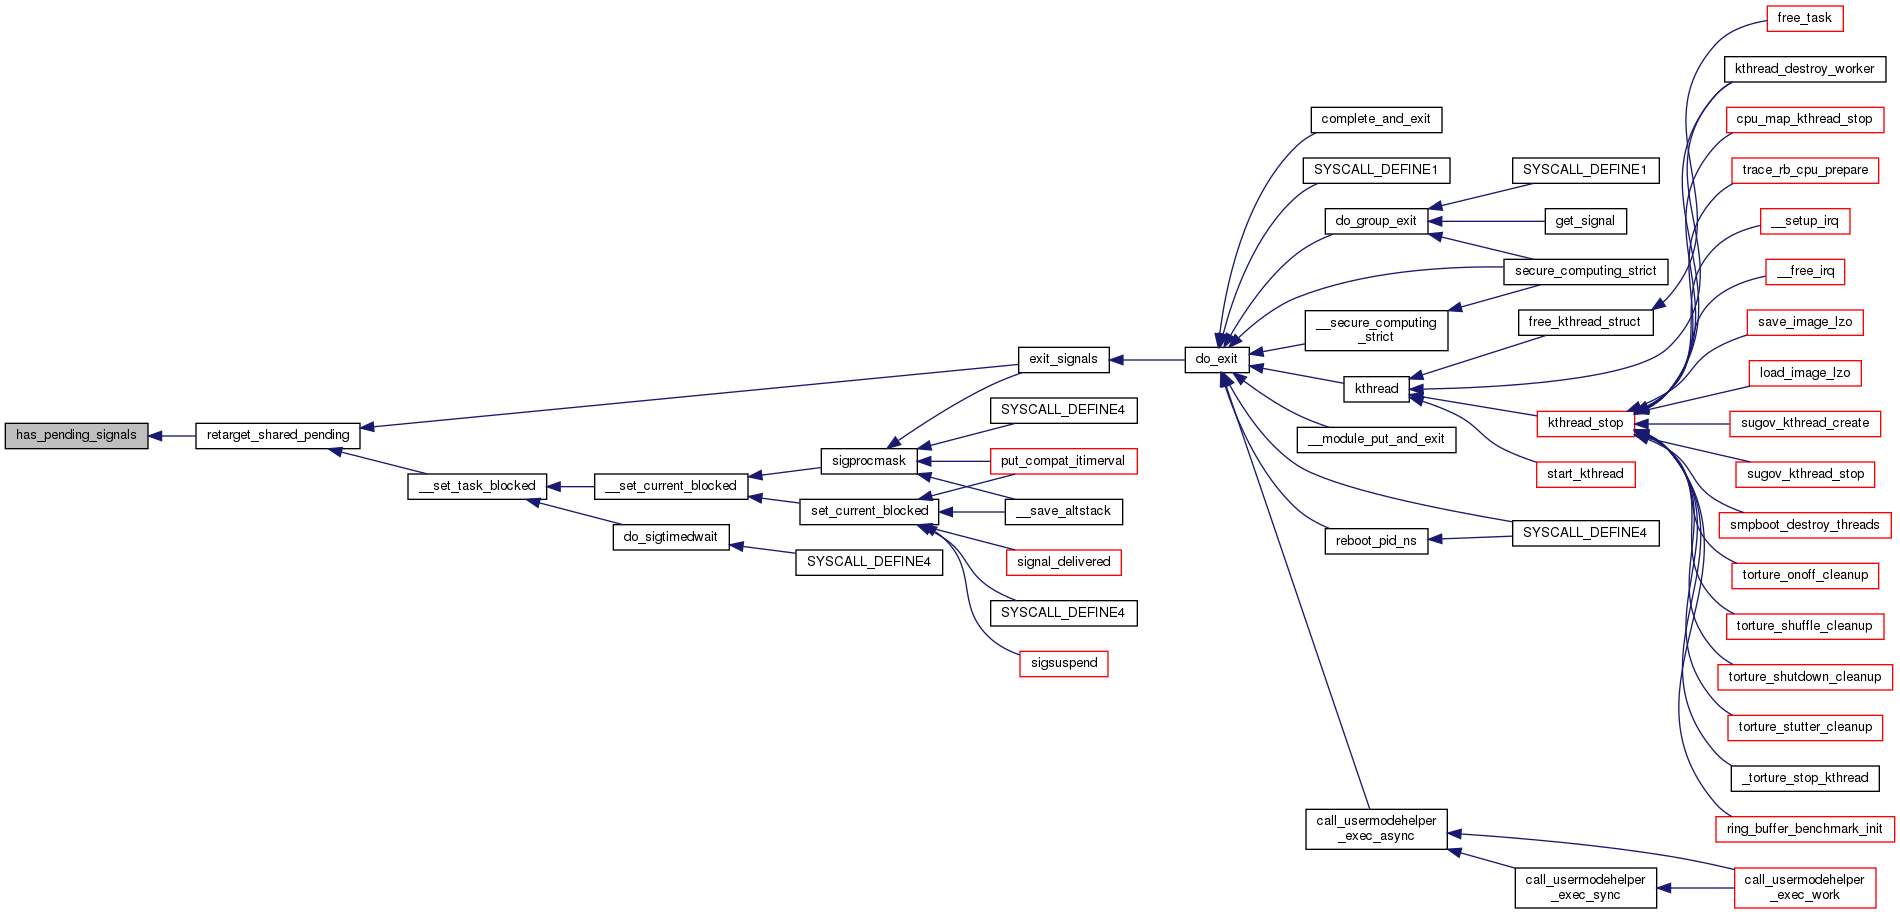 has_pending_signals
retarget_shared_pending
__set_task_blocked
__set_current_blocked
do_sigtimedwait
sigprocmask
set_current_blocked
SYSCALL_DEFINE4
exit_signals
SYSCALL_DEFINE4
put_compat_itimerval
__save_altstack
signal_delivered
SYSCALL_DEFINE4
sigsuspend
do_exit
complete_and_exit
SYSCALL_DEFINE1
do_group_exit
__secure_computing
_strict
kthread
__module_put_and_exit
reboot_pid_ns
call_usermodehelper
_exec_async
SYSCALL_DEFINE1
get_signal
secure_computing_strict
free_kthread_struct
kthread_stop
start_kthread
SYSCALL_DEFINE4
call_usermodehelper
_exec_sync
free_task
kthread_destroy_worker
cpu_map_kthread_stop
trace_rb_cpu_prepare
__setup_irq
__free_irq
save_image_lzo
load_image_lzo
sugov_kthread_create
sugov_kthread_stop
smpboot_destroy_threads
torture_onoff_cleanup
torture_shuffle_cleanup
torture_shutdown_cleanup
torture_stutter_cleanup
_torture_stop_kthread
ring_buffer_benchmark_init
call_usermodehelper
_exec_work